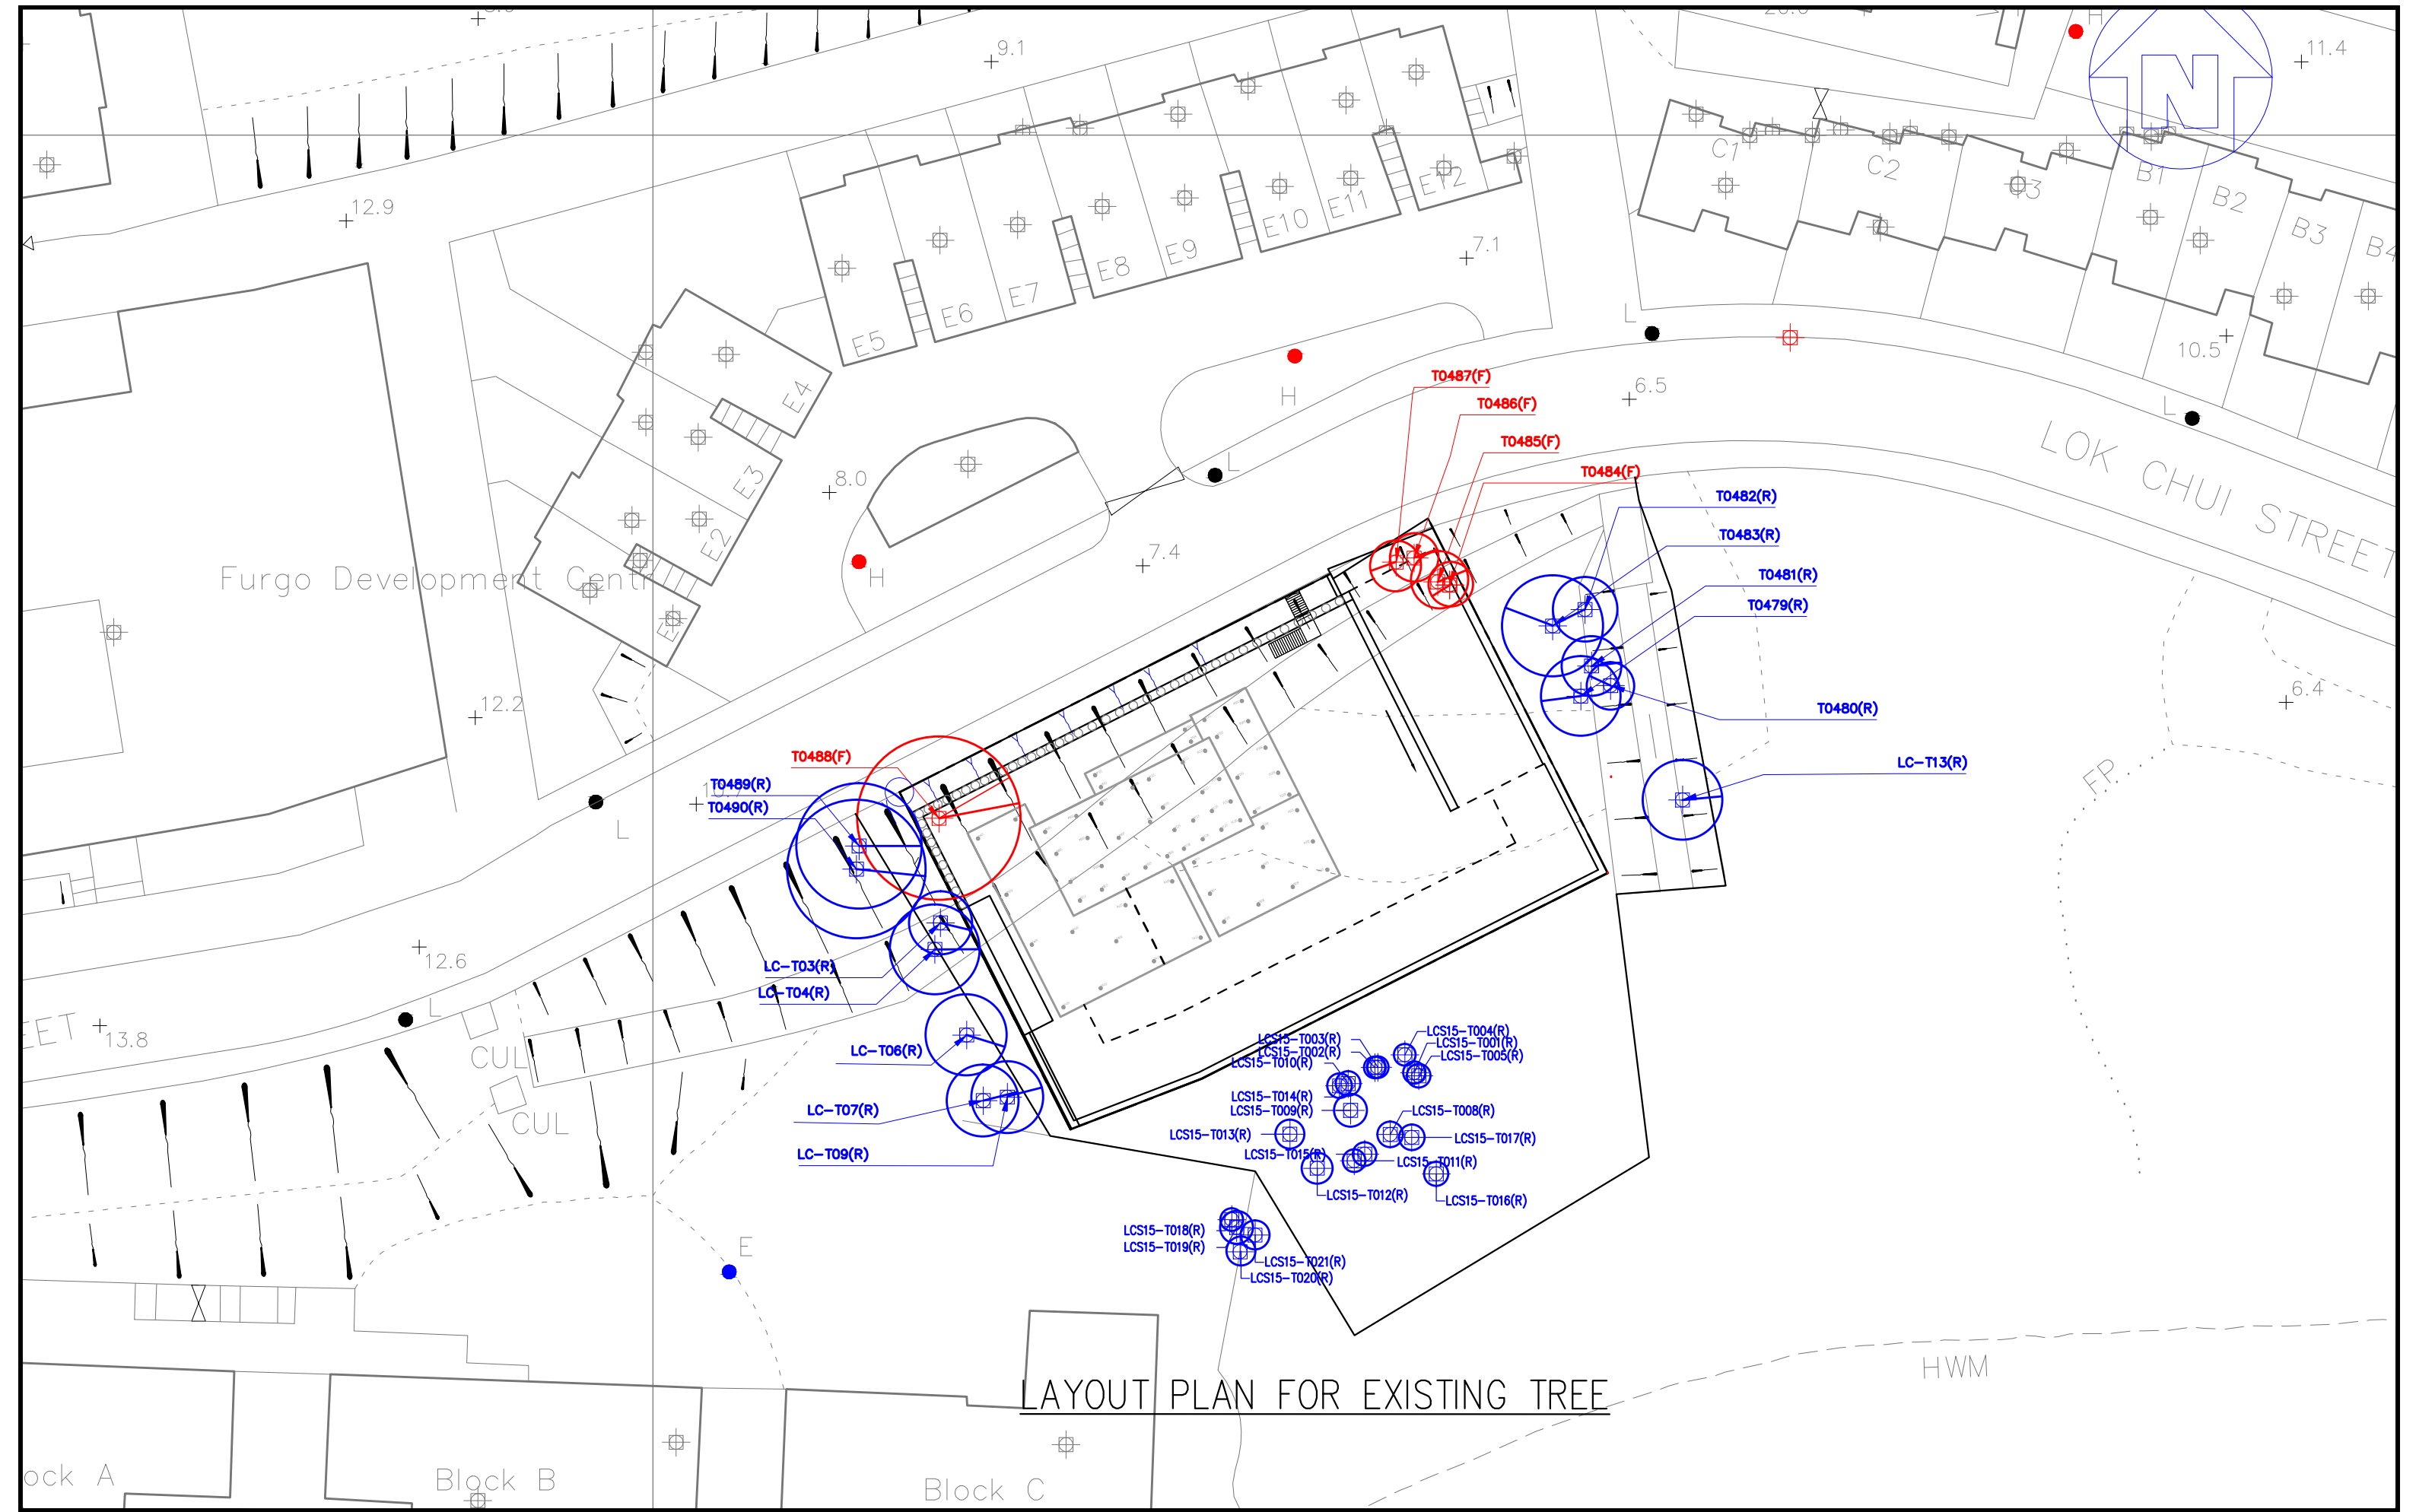 9.1
11.4
N
12.9
C1
C2
C3
B1
B2
B3
B4
E12
E11
E10
E9
E8
E7
E6
E5
7.1
L
10.5
H
T0487(F)
6.5
T0486(F)
E4
L
LOK CHUI STREET
T0485(F)
L
T0484(F)
8.0
E3
T0482(R)
T0483(R)
E2
7.4
Furgo Development Centre
H
T0481(R)
T0479(R)
E1
6.4
12.2
T0480(R)
T0488(F)
LC-T13(R)
FP
T0489(R)
T0490(R)
L
12.6
LC-T03(R)
LC-T04(R)
L
13.8
CUL
LC-T06(R)
LCS15-T003(R)
LCS15-T004(R)
LCS15-T002(R)
LCS15-T001(R)
LCS15-T010(R)
LCS15-T005(R)
LCS15-T014(R)
LCS15-T009(R)
LCS15-T008(R)
LC-T07(R)
CUL
LCS15-T013(R)
LCS15-T017(R)
LC-T09(R)
LCS15-T015(R)
LCS15-T011(R)
LCS15-T012(R)
LCS15-T016(R)
LCS15-T018(R)
LCS15-T019(R)
E
LCS15-T021(R)
LCS15-T020(R)
HWM
LAYOUT PLAN FOR EXISTING TREE
ock A
Block B
Block C